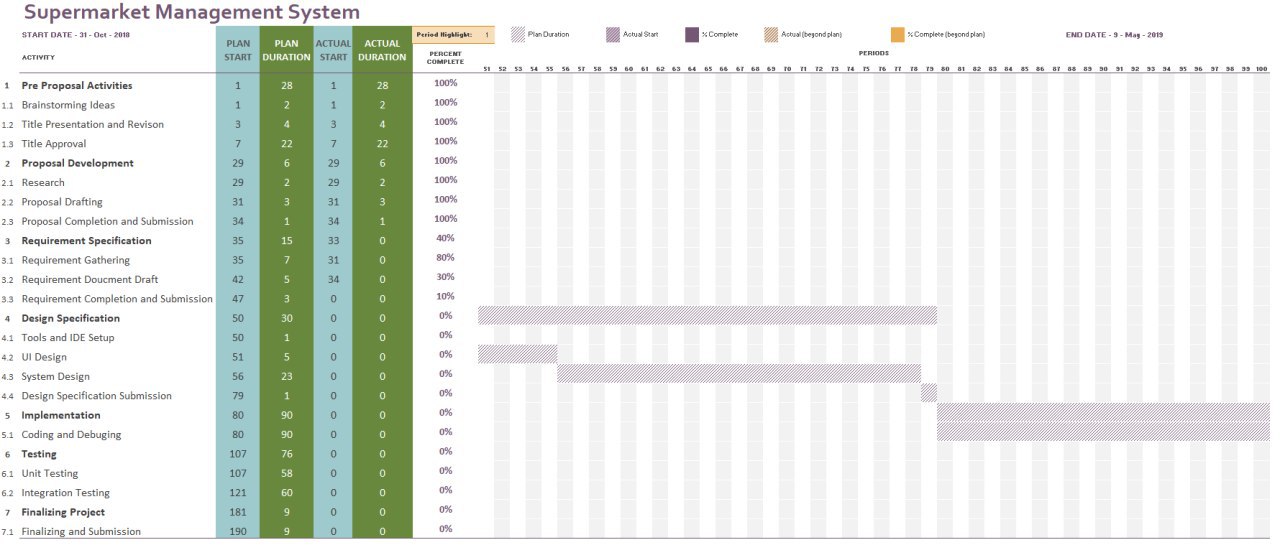 Supermarket Management System
START DATE - 31 - Oct - 2018 PLAN START PLAN DURATION ACTUAL START ACTUAL DURATION Period Highlight: 1 Plan Duration Actual Start % Complete Actual (beyond plan) % Complete (beyond plan) END DATE - 9 - May - 2019
ACTIVITY PERCENT COMPLETE PERIODS
51 52 53 54 55 56 57 58 59 60 61 62 63 64 65 66 67 68 69 70 71 72 73 74 75 76 77 78 79 80 81 82 83 84 85 86 87 88 89 90 91 92 93 94 95 96 97 98 99 100
1 Pre Proposal Activities 1 28 1 28 100%
1.1 Brainstorming Ideas 1 2 1 2 100%
1.2 Title Presentation and Revison 3 4 3 4 100%
1.3 Title Approval 7 22 7 22 100%
2 Proposal Development 29 6 29 6 100%
2.1 Research 29 2 29 2 100%
2.2 Proposal Drafting 31 3 31 3 100%
2.3 Proposal Completion and Submission 34 1 34 1 100%
3 Requirement Specification 35 15 33 0 40%
3.1 Requirement Gathering 35 7 31 0 80%
3.2 Requirement Doucment Draft 42 5 34 0 30%
3.3 Requirement Completion and Submission 47 3 0 0 10%
4 Design Specification 50 30 0 0 0%
4.1 Tools and IDE Setup 50 1 0 0 0%
4.2 UI Design 51 5 0 0 0%
4.3 System Design 56 23 0 0 0%
4.4 Design Specification Submission 79 1 0 0 0%
5 Implementation 80 90 0 0 0%
5.1 Coding and Debuging 80 90 0 0 0%
6 Testing 107 76 0 0 0%
6.1 Unit Testing 107 58 0 0 0%
6.2 Integration Testing 121 60 0 0 0%
7 Finalizing Project 181 9 0 0 0%
7.1 Finalizing and Submission 190 9 0 0 0%